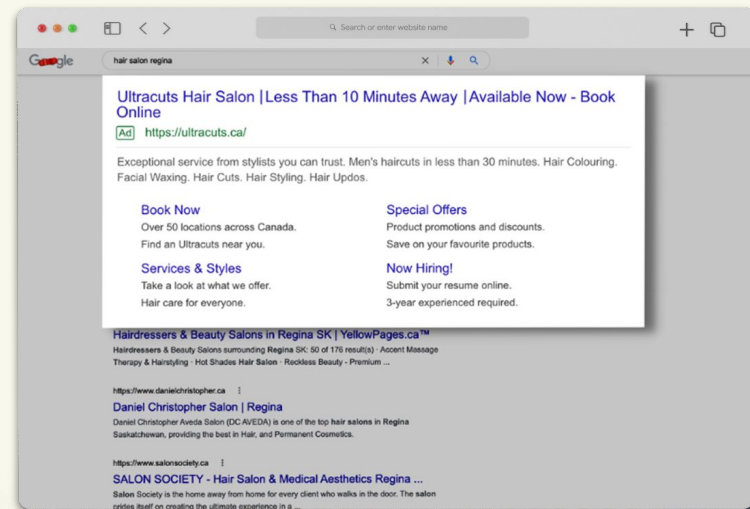 Search or enter website name
Google
hair salon regina
Ultracuts Hair Salon | Less Than 10 Minutes Away | Available Now - Book
Online
Ad https://ultracuts.ca/
Exceptional service from stylists you can trust. Men's haircuts in less than 30 minutes. Hair Colouring.
Facial Waxing. Hair Cuts. Hair Styling. Hair Updos.
Book Now
Over 50 locations across Canada.
Find an Ultracuts near you.
Special Offers
Product promotions and discounts.
Save on your favourite products.
Services & Styles
Take a look at what we offer.
Hair care for everyone.
Now Hiring!
Submit your resume online.
3-year experienced required.
Hairdressers & Beauty Salons in Regina SK | YellowPages.ca™
Hairdressers & Beauty Salons surrounding Regina SK: 50 of 176 result(s) · Accent Massage
Therapy & Hairstyling · Hot Shades Hair Salon · Reckless Beauty - Premium ...
https://www.danielchristopher.ca
Daniel Christopher Salon | Regina
Daniel Christopher Aveda Salon (DC AVEDA) is one of the top hair salons in Regina
Saskatchewan, providing the best in Hair, and Permanent Cosmetics.
https://www.salonsociety.ca
SALON SOCIETY - Hair Salon & Medical Aesthetics Regina ...
Salon Society is the home away from home for every client who walks in the door. The salon
prides itself on creating the ultimate experience in a ...